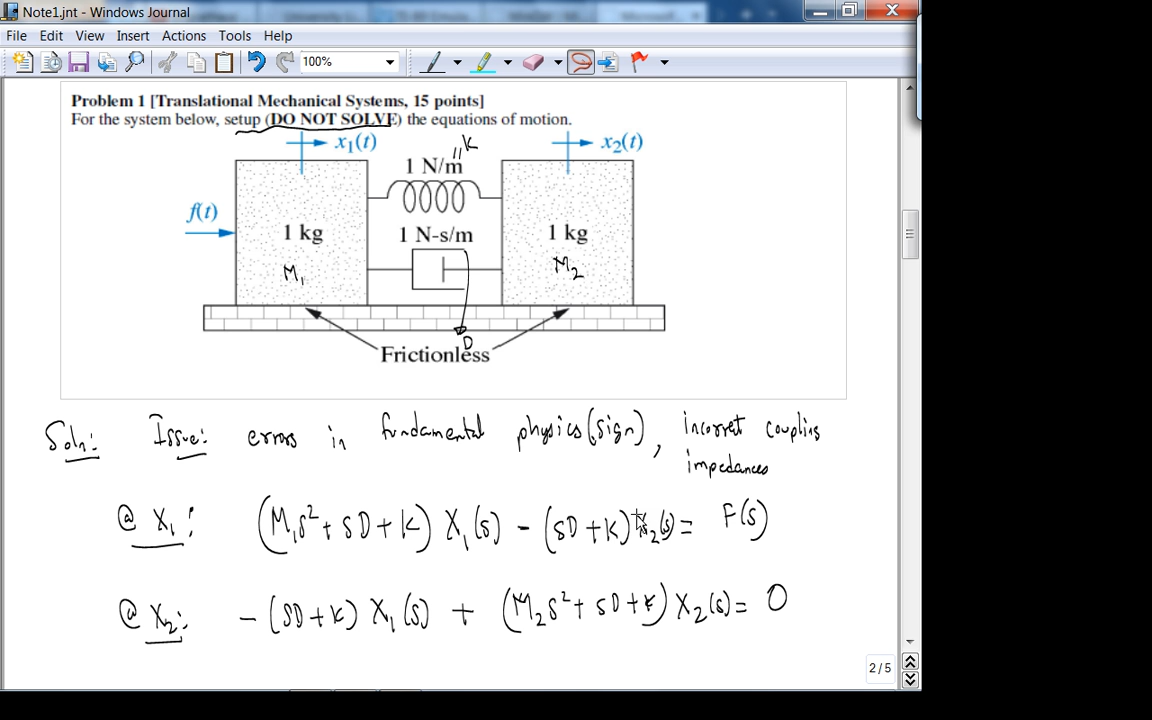 Note1.jnt - Windows Journal
File Edit View Insert Actions Tools Help
100%
Problem 1 [Translational Mechanical Systems, 15 points]
For the system below, setup (DO NOT SOLVE) the equations of motion.
x₁(t) K x₂(t)
1 N/m
f(t)
1 kg 1 N-s/m 1 kg
M₁ M₂
D
Frictionless
Soln: Issue: errors in fundamental physics (sign), incorrect coupling
impedances
@ X₁: (M₁s² + sD + K) X₁(s) - (sD + K) X₂(s) = F(s)
@ X₂: - (sD + K) X₁(s) + (M₂s² + sD + K) X₂(s) = 0
2 / 5